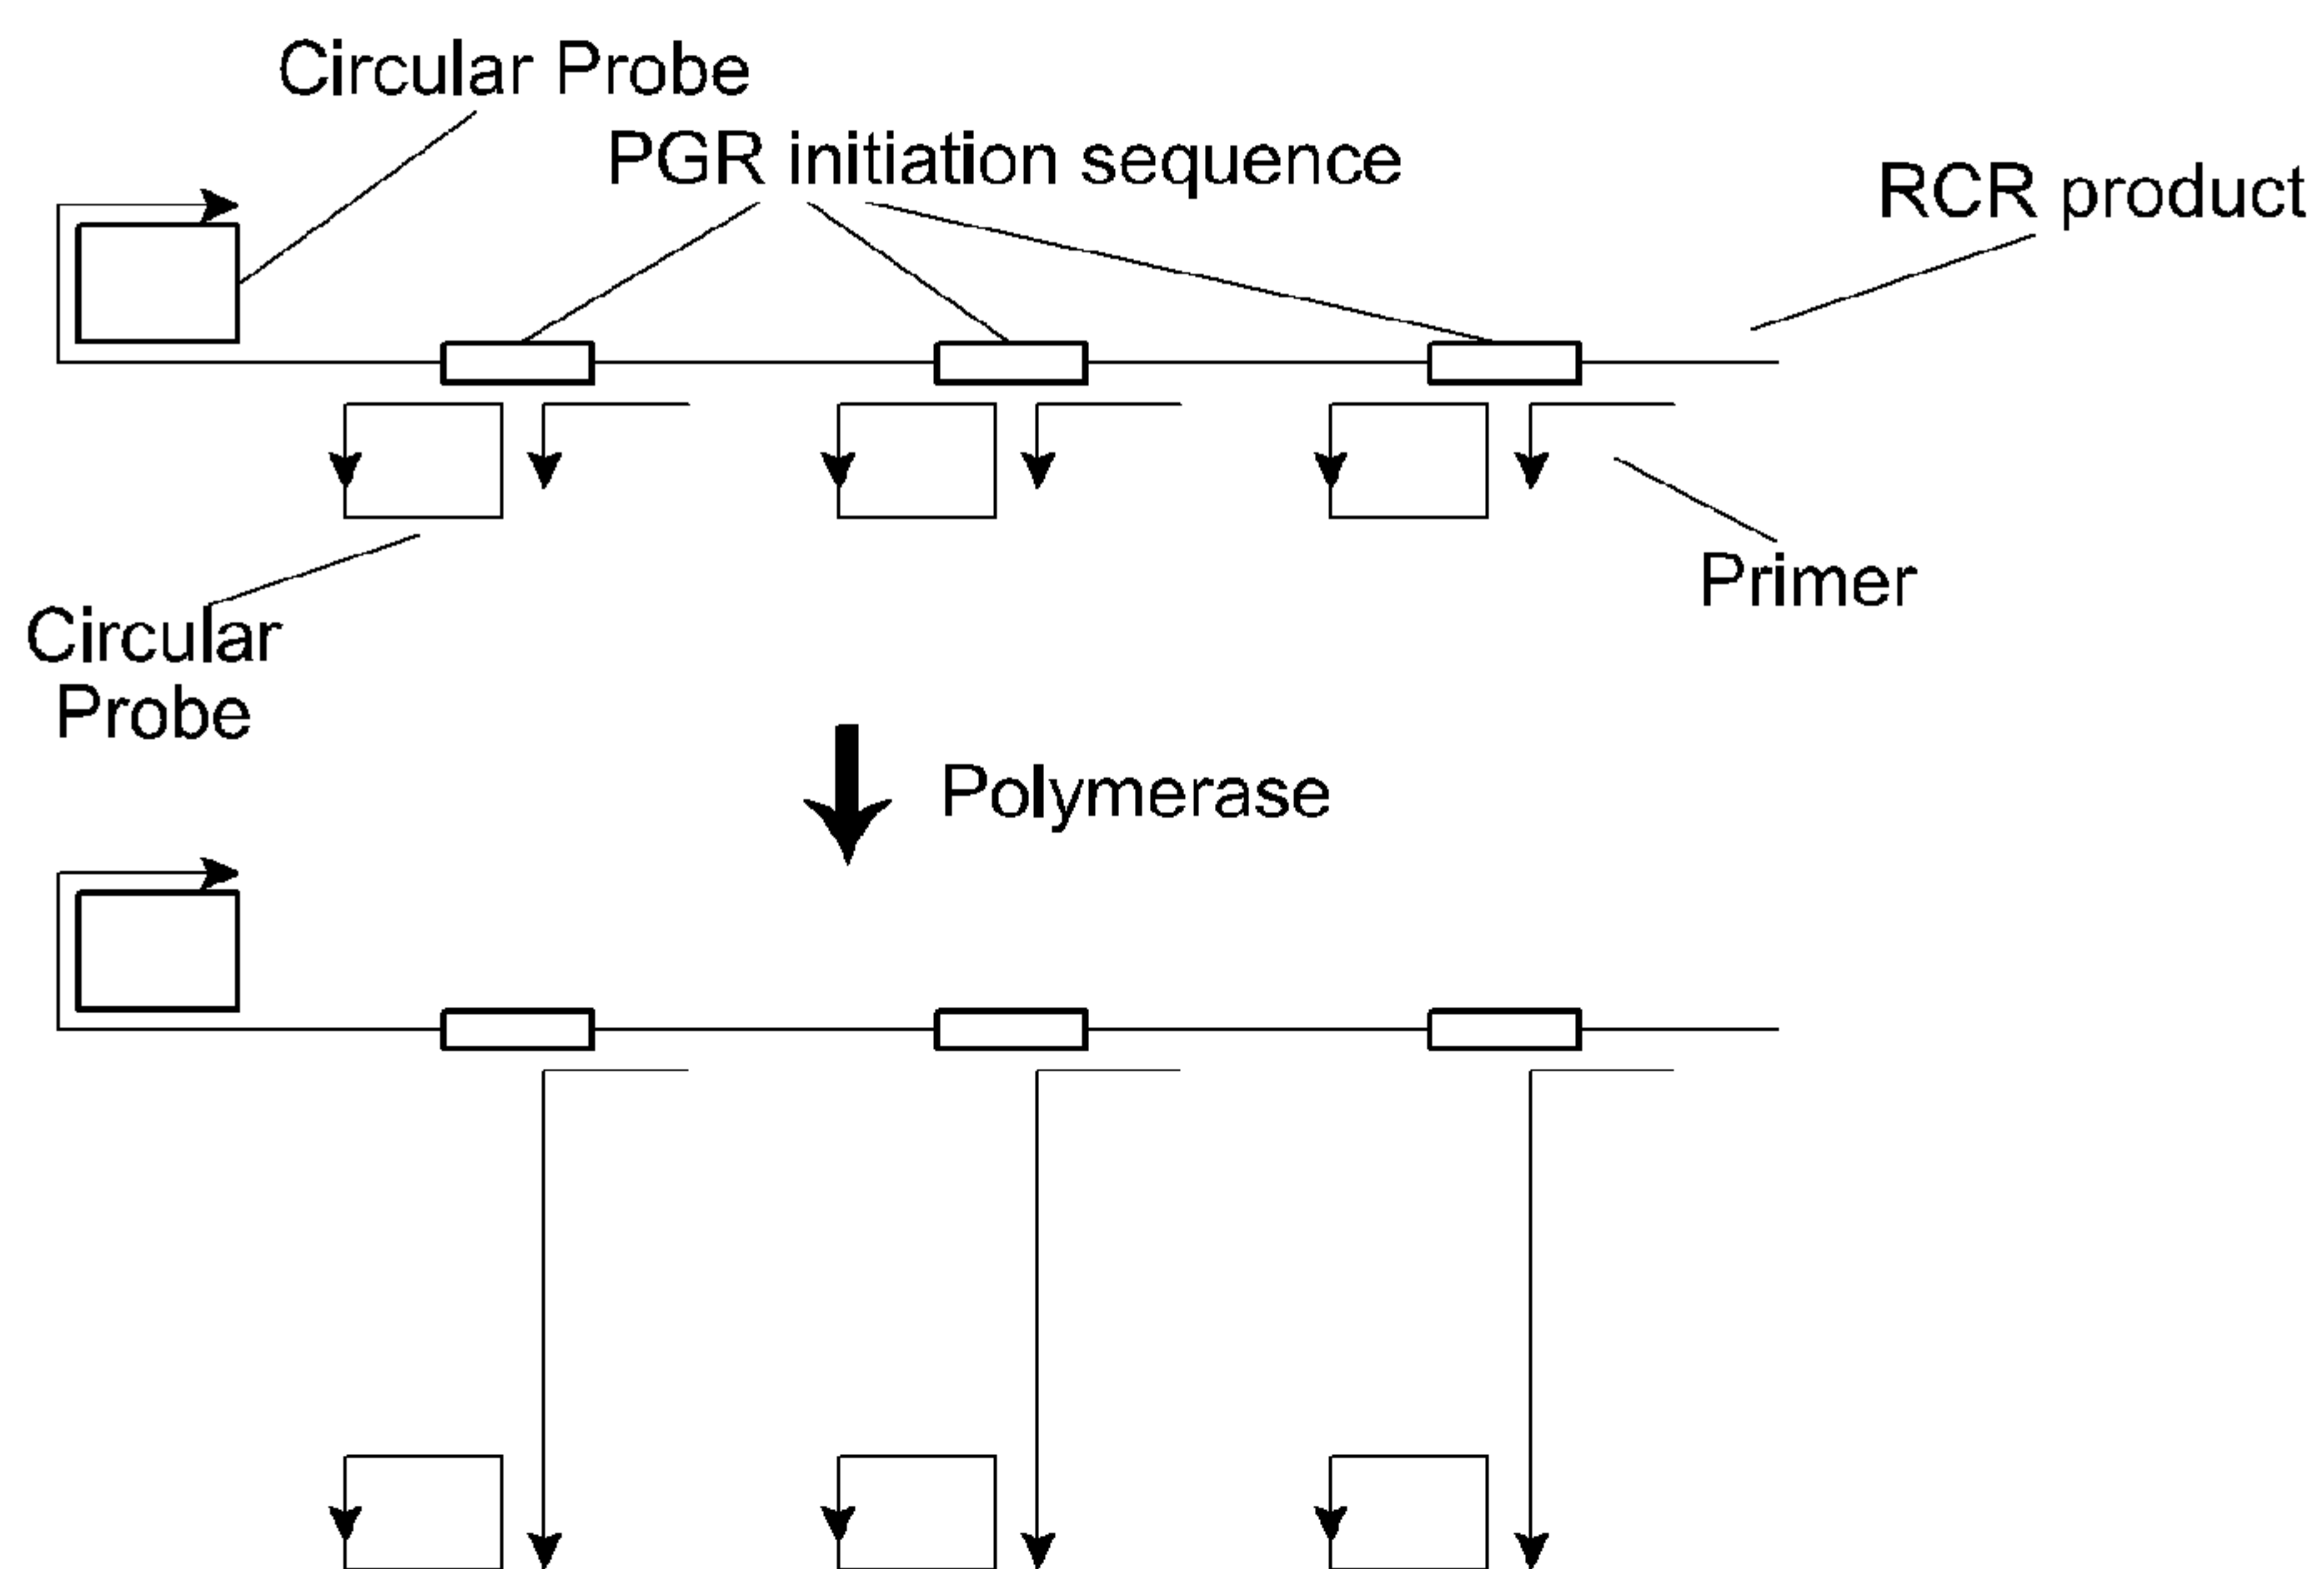 Circular Probe
PGR initiation sequence
RCR product
Primer
Circular
Probe
Polymerase